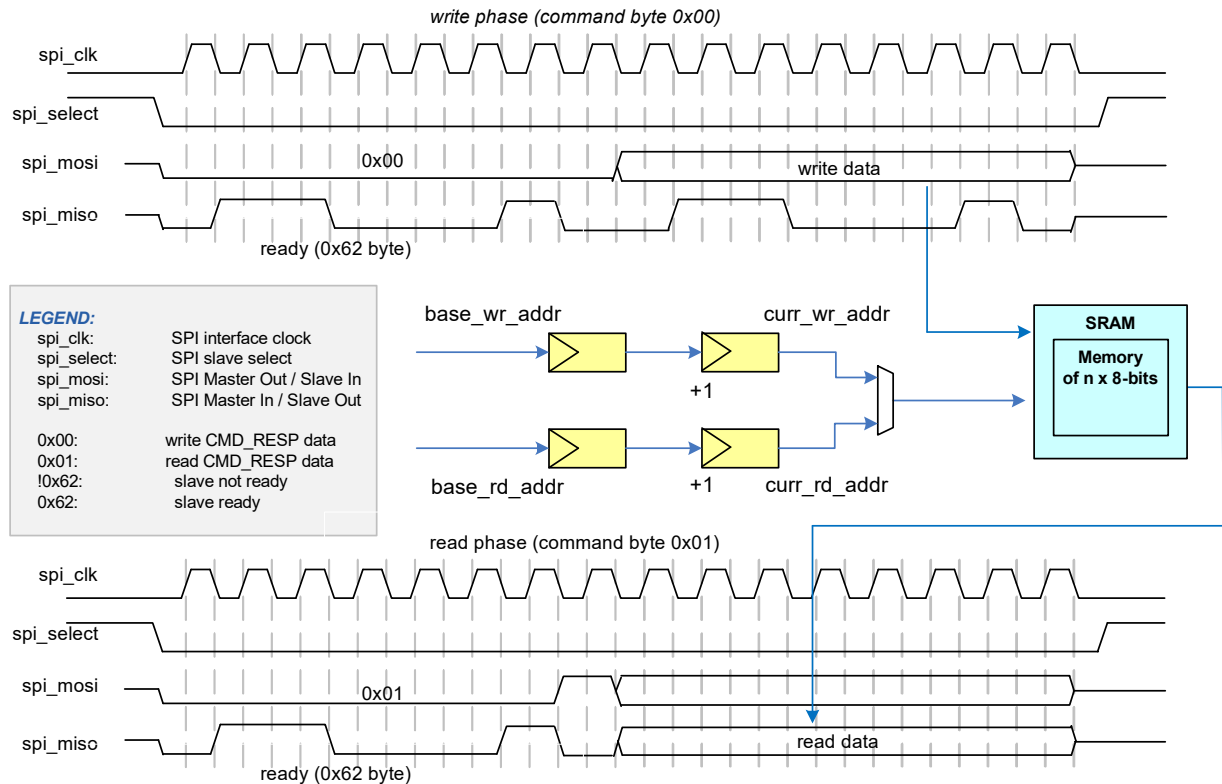 write phase (command byte 0x00)
spi_clk
spi_select
spi_mosi
0x00
write data
spi_miso
ready (0x62 byte)
LEGEND:
spi_clk: SPI interface clock
spi_select: SPI slave select
spi_mosi: SPI Master Out / Slave In
spi_miso: SPI Master In / Slave Out
0x00: write CMD_RESP data
0x01: read CMD_RESP data
!0x62: slave not ready
0x62: slave ready
base_wr_addr
curr_wr_addr
+1
base_rd_addr
+1
curr_rd_addr
SRAM
Memory
of n x 8-bits
read phase (command byte 0x01)
spi_clk
spi_select
spi_mosi
0x01
spi_miso
read data
ready (0x62 byte)